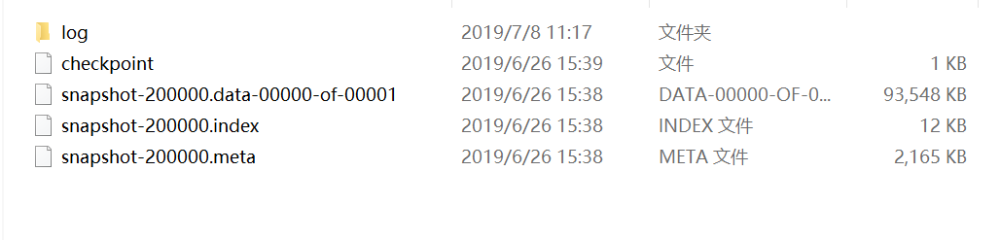 log 2019/7/8 11:17 文件夹
checkpoint 2019/6/26 15:39 文件 1 KB
snapshot-200000.data-00000-of-00001 2019/6/26 15:38 DATA-00000-OF-0... 93,548 KB
snapshot-200000.index 2019/6/26 15:38 INDEX 文件 12 KB
snapshot-200000.meta 2019/6/26 15:38 META 文件 2,165 KB